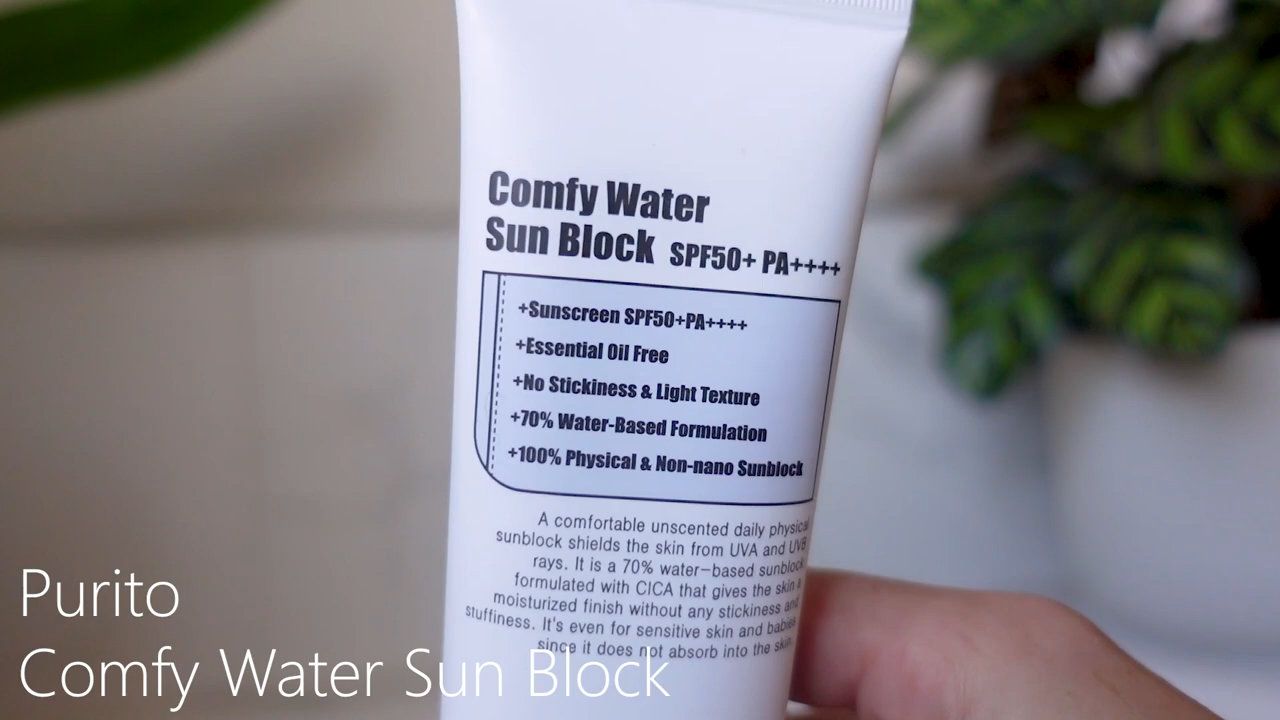 Comfy Water
Sun Block SPF50+ PA++++
+Sunscreen SPF50+PA++++
+Essential Oil Free
+No Stickiness & Light Texture
+70% Water-Based Formulation
+100% Physical & Non-nano Sunblock
A comfortable unscented daily physical
sunblock shields the skin from UVA and UVB
rays. It is a 70% water-based sunblock
formulated with CICA that gives the skin a
moisturized finish without any stickiness and
stuffiness. It's even for sensitive skin and babies
since it does not absorb into the skin.
Purito
Comfy Water Sun Block